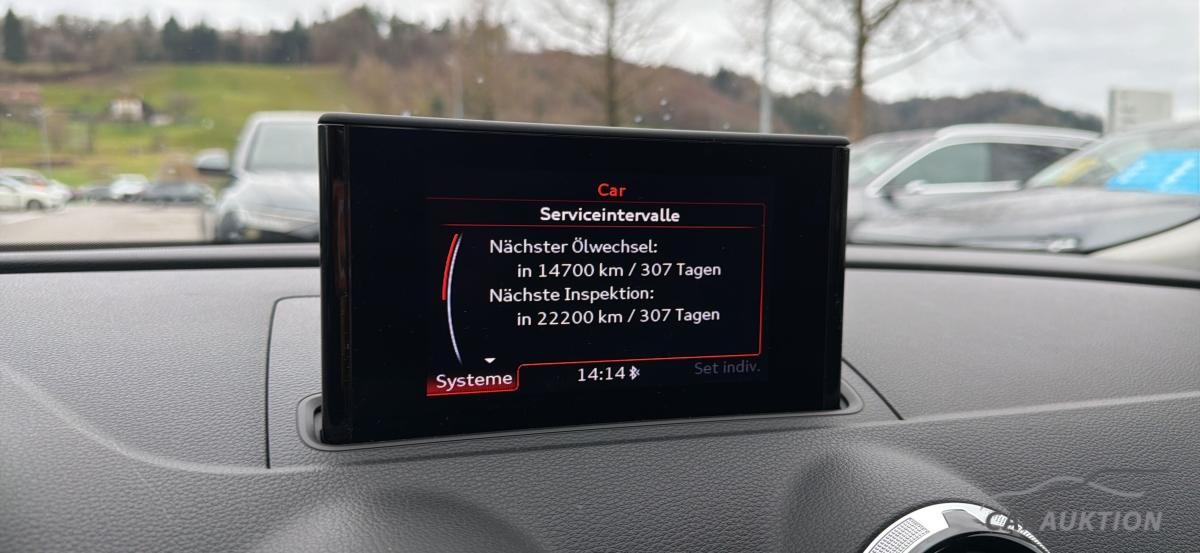 Car
Serviceintervalle
Nächster Ölwechsel:
in 14700 km / 307 Tagen
Nächste Inspektion:
in 22200 km / 307 Tagen
Systeme
14:14
Set indiv.
CAR AUKTION